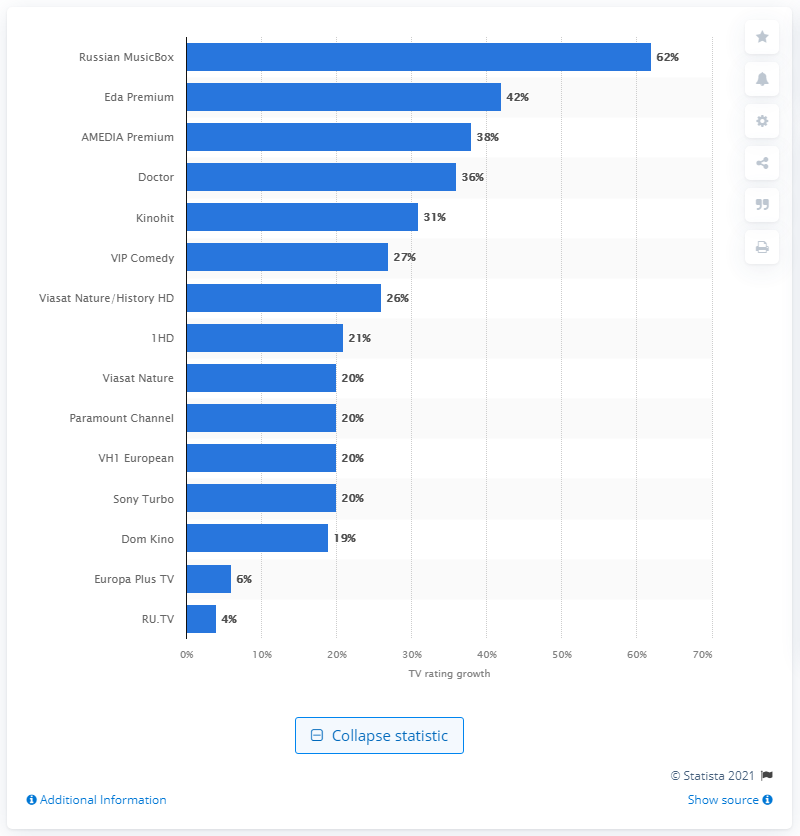 Russian MusicBox 62%
Eda Premium 42%
AMEDIA Premium 38%
Doctor 36%
Kinohit 31%
VIP Comedy 27%
Viasat Nature/History HD 26%
1HD 21%
Viasat Nature 20%
Paramount Channel 20%
VH1 European 20%
Sony Turbo 20%
Dom Kino 19%
Europa Plus TV 6%
RU.TV 4%
0% 10% 20% 30% 40% 50% 60% 70%
TV rating growth
Collapse statistic
© Statista 2021
Additional Information Show source